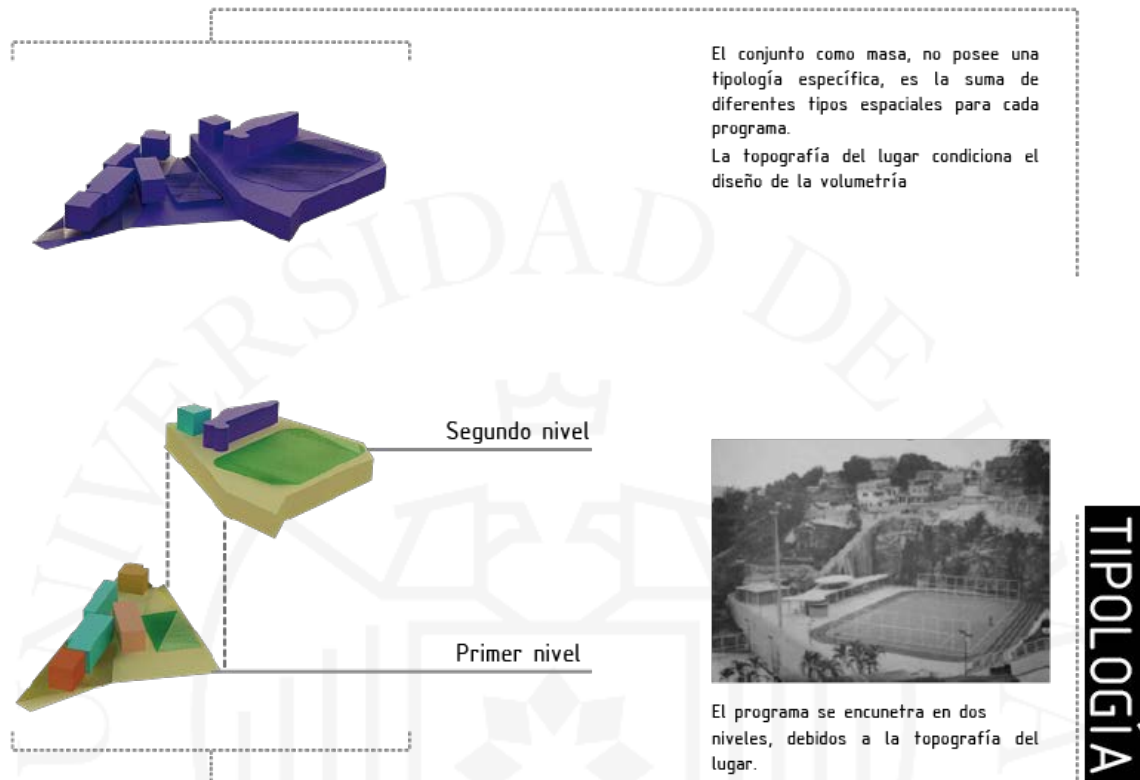 El conjunto como masa, no posee una
tipología específica, es la suma de
diferentes tipos espaciales para cada
programa.
La topografía del lugar condiciona el
diseño de la volumetría
Segundo nivel
Primer nivel
El programa se encunetra en dos
niveles, debidos a la topografía del
lugar.
TIPOLOGÍA
UNIVERSIDAD DE